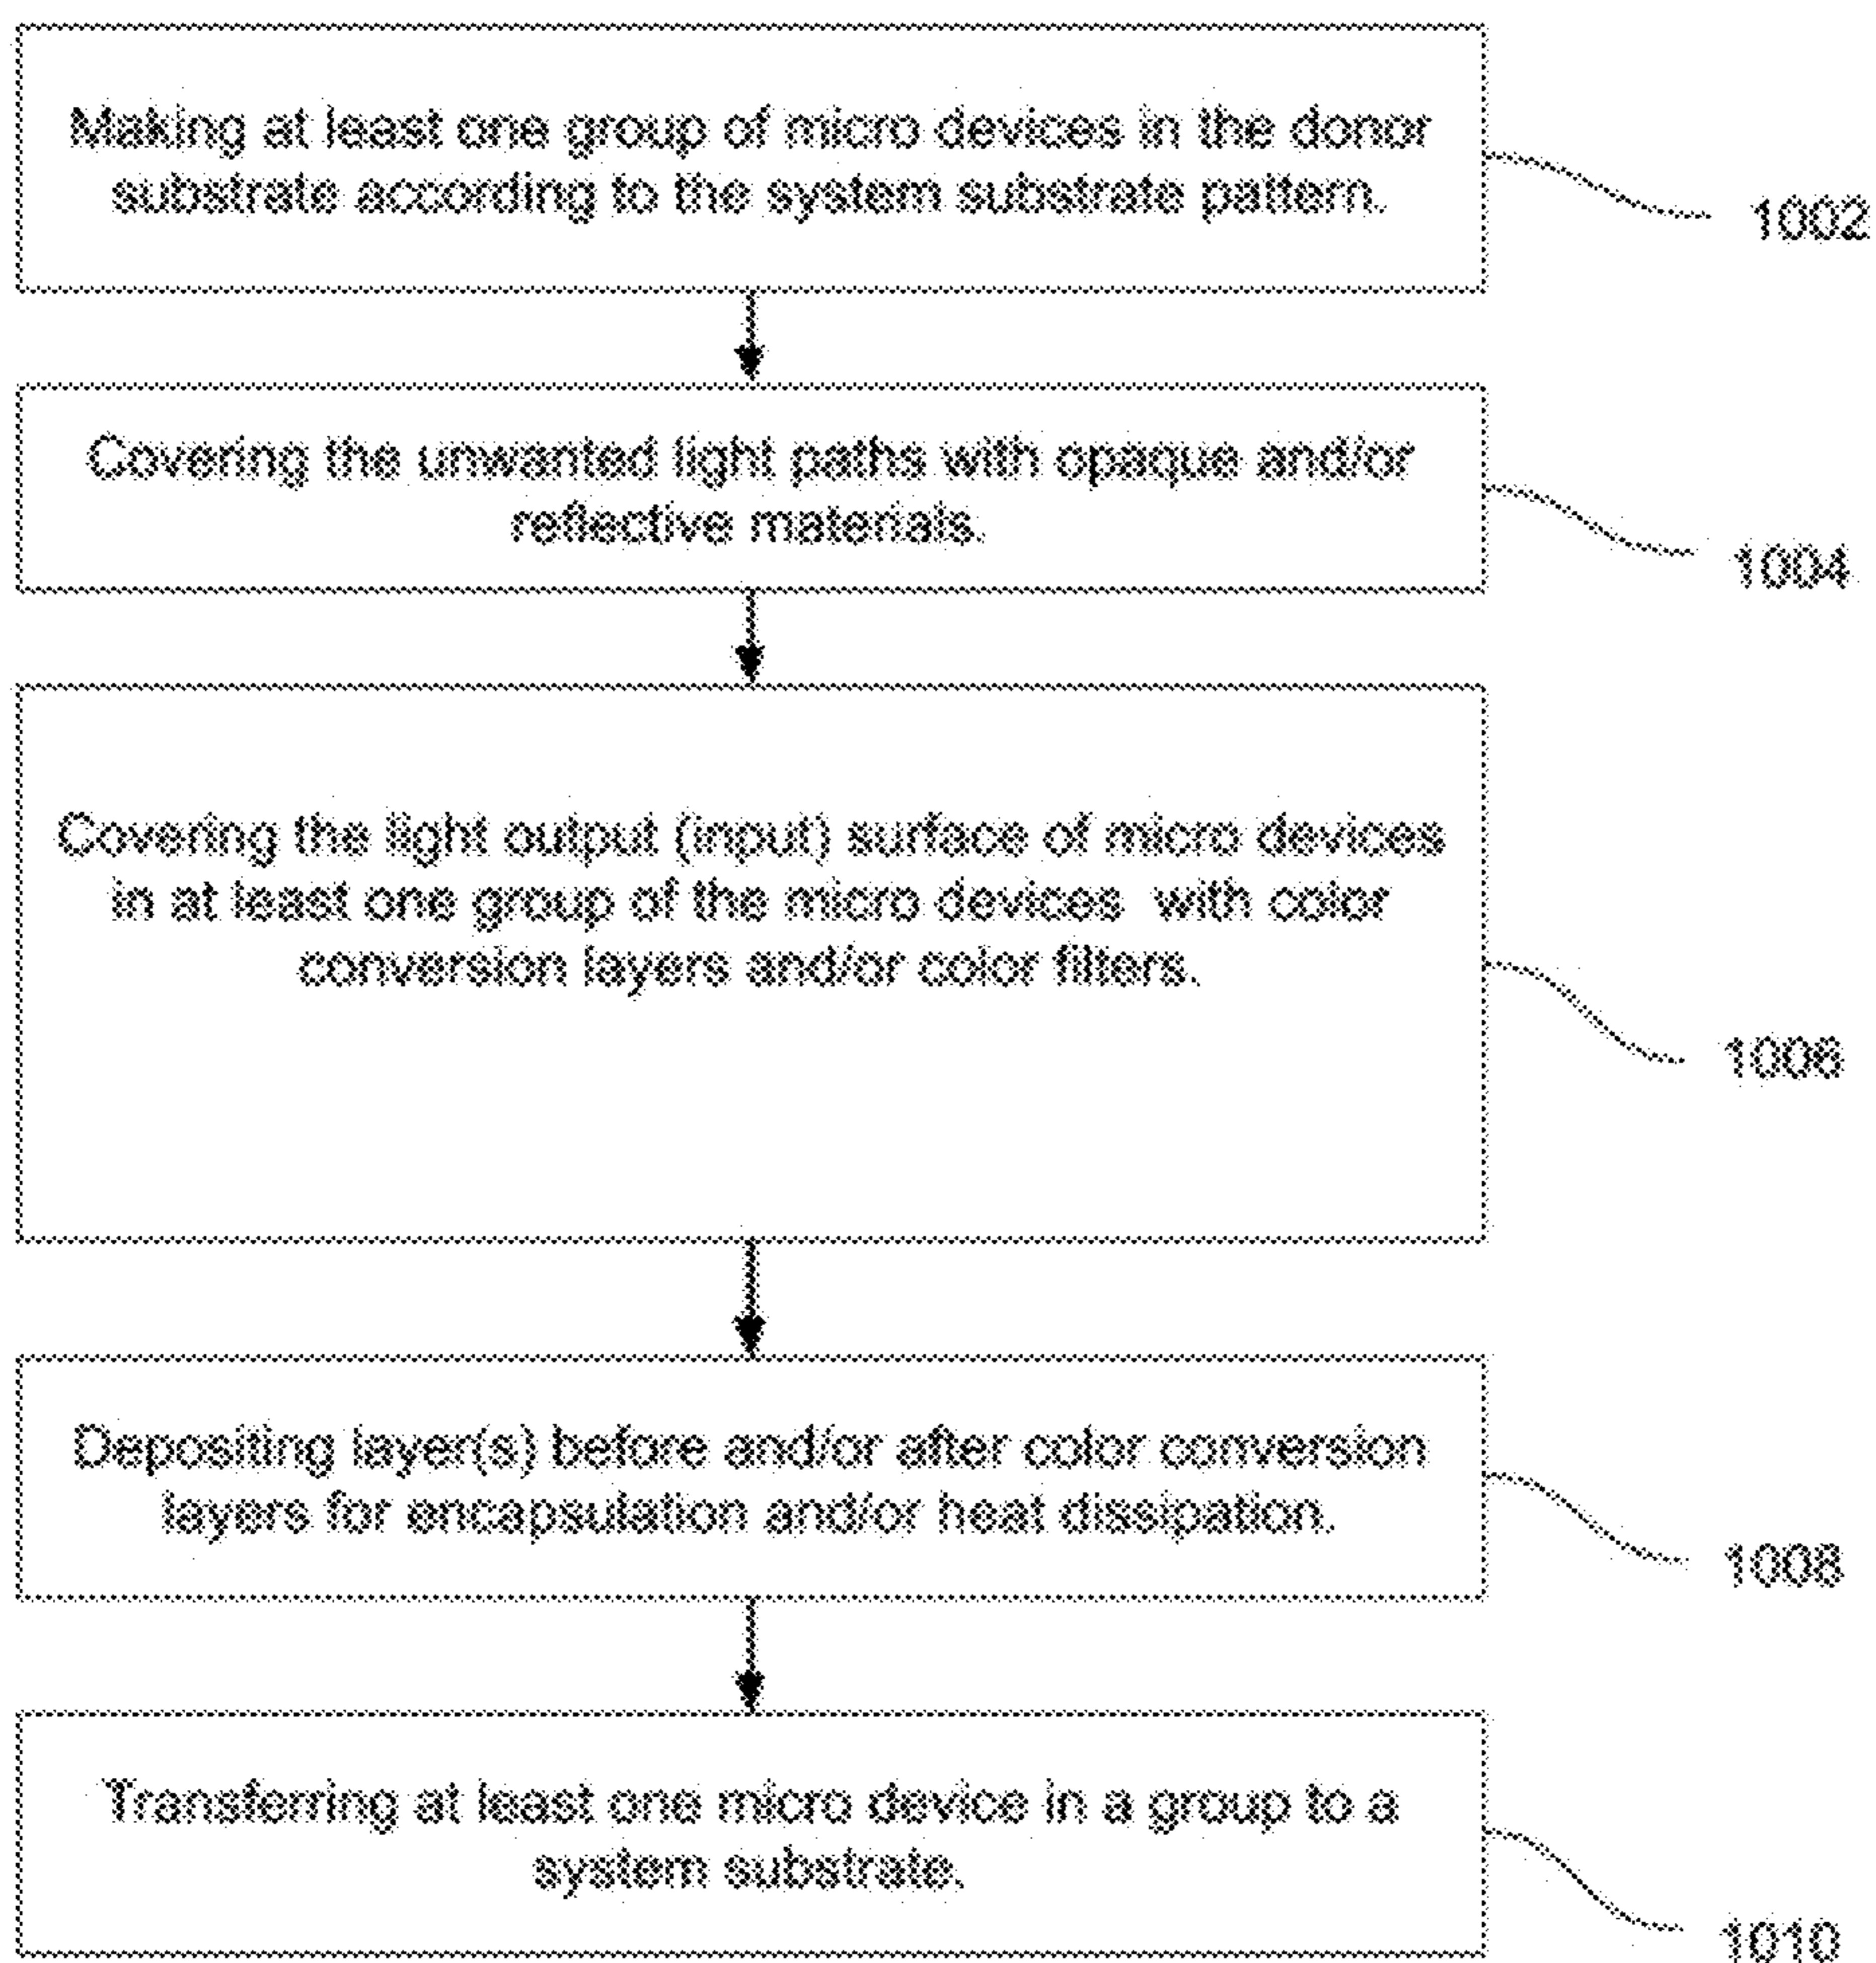 Making at least one group of micro devices in the donor
substrate according to the system substrate pattern.
1002
Covering the unwanted light paths with opaque and/or
reflective materials.
1004
Covering the light output (input) surface of micro devices
in at least one group of the micro devices with color
conversion layers and/or color filters.
1006
Depositing layer(s) before and/or after color conversion
layers for encapsulation and/or heat dissipation.
1008
Transferring at least one micro device in a group to a
system substrate.
1010